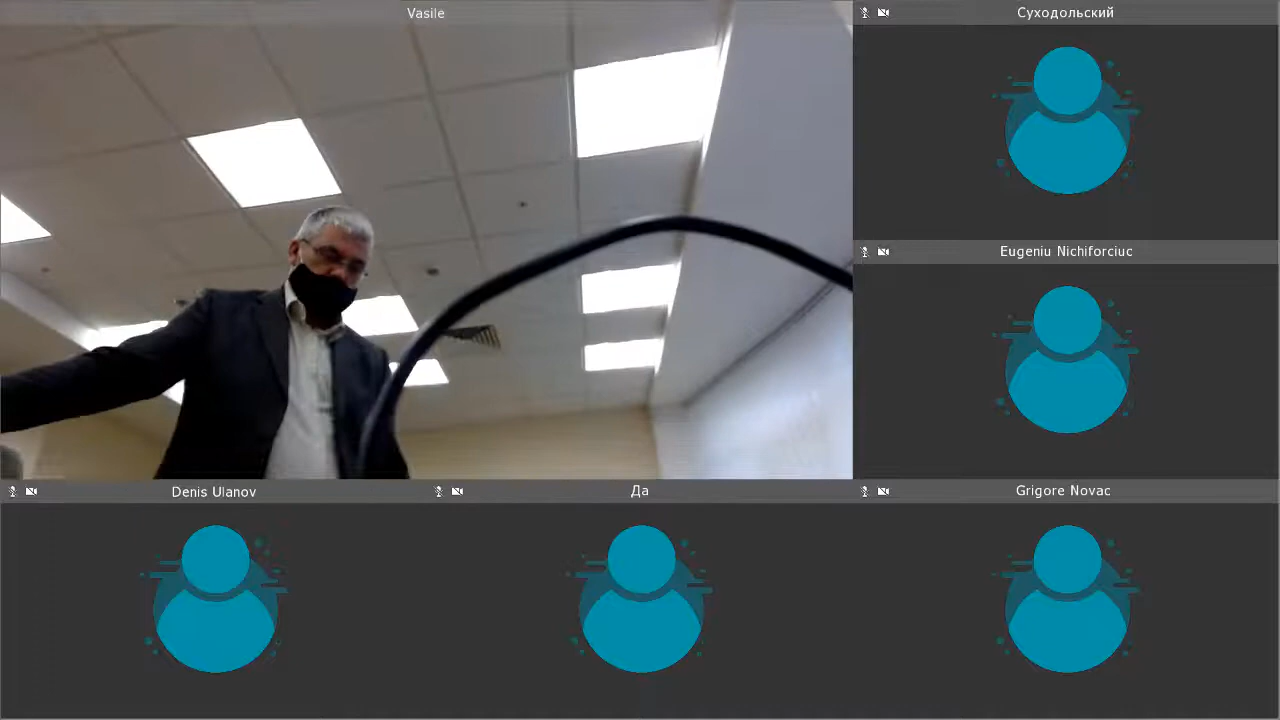 Vasile
Суходольский
Eugeniu Nichiforciuc
Denis Ulanov
Да
Grigore Novac